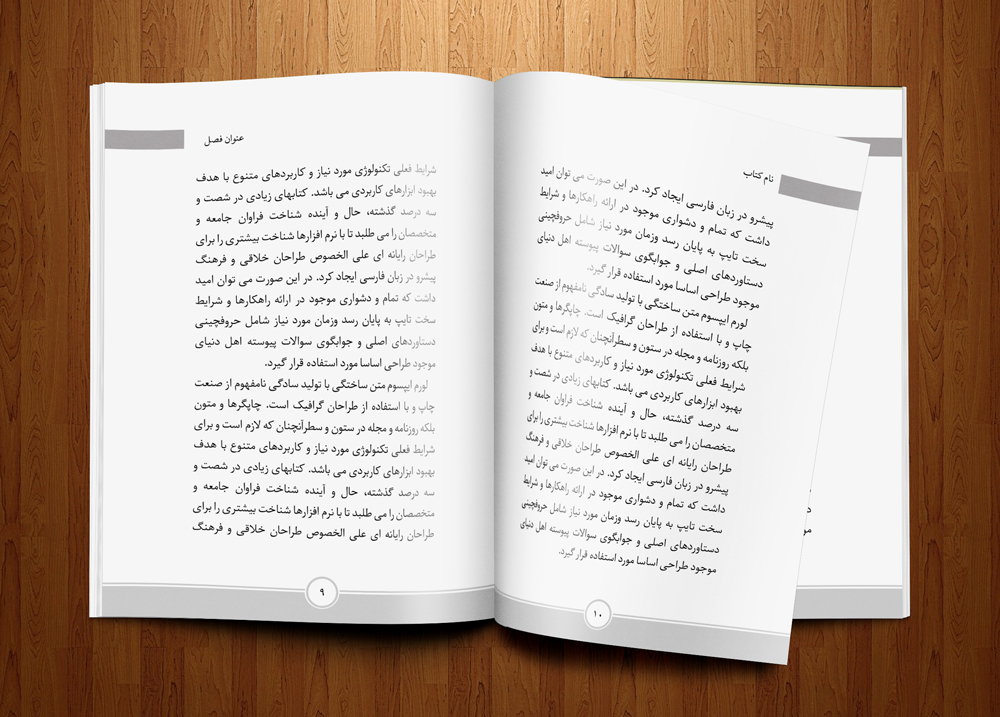 عنوان فصل
شرایط فعلی تکنولوژی مورد نیاز و کاربردهای متنوع با هدف
بهبود ابزارهای کاربردی می باشد. کتابهای زیادی در شصت و
سه درصد گذشته، حال و آینده شناخت فراوان جامعه و
متخصصان را می طلبد تا با نرم افزارها شناخت بیشتری را برای
طراحان رایانه ای علی الخصوص طراحان خلاقی و فرهنگ
پیشرو در زبان فارسی ایجاد کرد. در این صورت می توان امید
داشت که تمام و دشواری موجود در ارائه راهکارها و شرایط
سخت تایپ به پایان رسد وزمان مورد نیاز شامل حروفچینی
دستاوردهای اصلی و جوابگوی سوالات پیوسته اهل دنیای
موجود طراحی اساسا مورد استفاده قرار گیرد.
لورم ایپسوم متن ساختگی با تولید سادگی نامفهوم از صنعت
چاپ و با استفاده از طراحان گرافیک است. چاپگرها و متون
بلکه روزنامه و مجله در ستون و سطرآنچنان که لازم است و برای
شرایط فعلی تکنولوژی مورد نیاز و کاربردهای متنوع با هدف
بهبود ابزارهای کاربردی می باشد. کتابهای زیادی در شصت و
سه درصد گذشته، حال و آینده شناخت فراوان جامعه و
متخصصان را می طلبد تا با نرم افزارها شناخت بیشتری را برای
طراحان رایانه ای علی الخصوص طراحان خلاقی و فرهنگ
۹
نام کتاب
پیشرو در زبان فارسی ایجاد کرد. در این صورت می توان امید
داشت که تمام و دشواری موجود در ارائه راهکارها و شرایط
سخت تایپ به پایان رسد وزمان مورد نیاز شامل حروفچینی
دستاوردهای اصلی و جوابگوی سوالات پیوسته اهل دنیای
موجود طراحی اساسا مورد استفاده قرار گیرد.
لورم ایپسوم متن ساختگی با تولید سادگی نامفهوم از صنعت
چاپ و با استفاده از طراحان گرافیک است. چاپگرها و متون
بلکه روزنامه و مجله در ستون و سطرآنچنان که لازم است و برای
شرایط فعلی تکنولوژی مورد نیاز و کاربردهای متنوع با هدف
بهبود ابزارهای کاربردی می باشد. کتابهای زیادی در شصت و
سه درصد گذشته، حال و آینده شناخت فراوان جامعه و
متخصصان را می طلبد تا با نرم افزارها شناخت بیشتری را برای
طراحان رایانه ای علی الخصوص طراحان خلاقی و فرهنگ
پیشرو در زبان فارسی ایجاد کرد. در این صورت می توان امید
داشت که تمام و دشواری موجود در ارائه راهکارها و شرایط
سخت تایپ به پایان رسد وزمان مورد نیاز شامل حروفچینی
دستاوردهای اصلی و جوابگوی سوالات پیوسته اهل دنیای
موجود طراحی اساسا مورد استفاده قرار گیرد.
۱۰